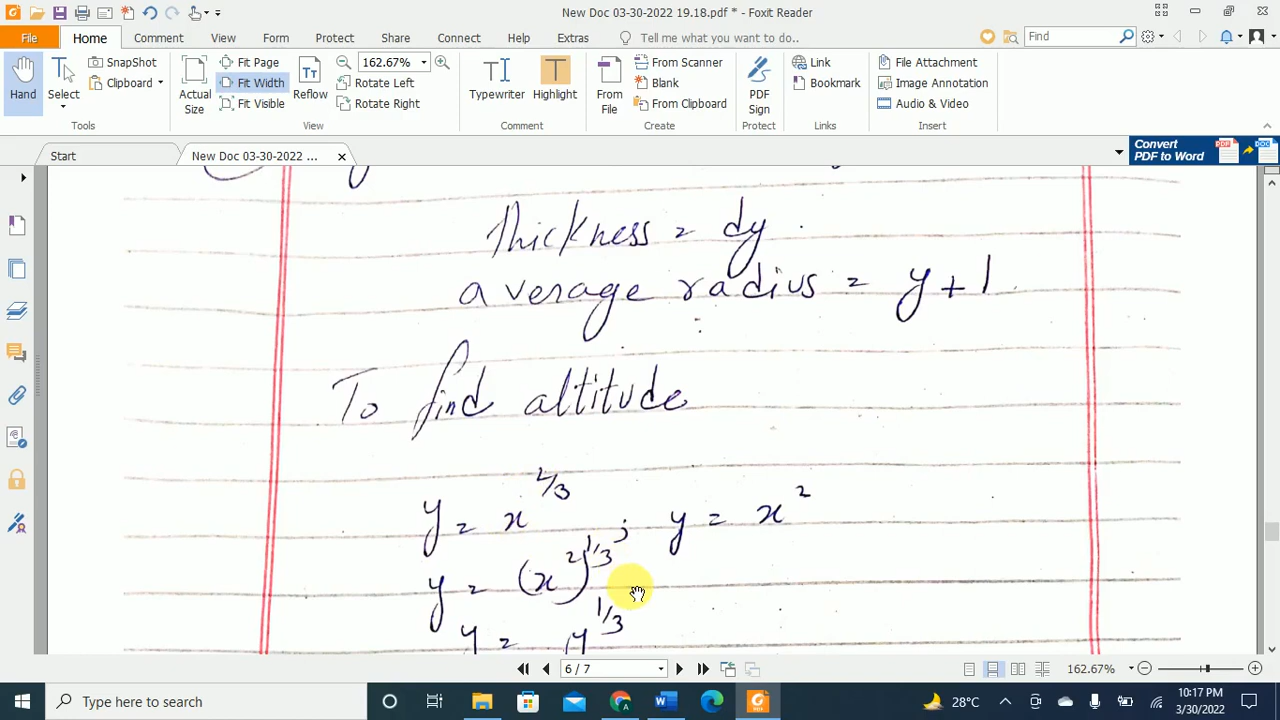 New Doc 03-30-2022 19.18.pdf * - Foxit Reader
File Home Comment View Form Protect Share Connect Help Extras Tell me what you want to do.. Find
Hand Select SnapShot Clipboard Actual Size Fit Page Fit Width Fit Visible Reflow 162.67% Rotate Left Rotate Right Typewriter Highlight From File From Scanner Blank From Clipboard PDF Sign Link Bookmark File Attachment Image Annotation Audio & Video
Tools View Comment Create Protect Links Insert
Start New Doc 03-30-2022 ... Convert PDF to Word
Thickness = dy.
average radius = y+1.
To find altitude
y = x^2/3 ; y = x^2
y = (x^2)^1/3
y = y^1/3
6 / 7 162.67%
Type here to search 28°C 10:17 PM
3/30/2022